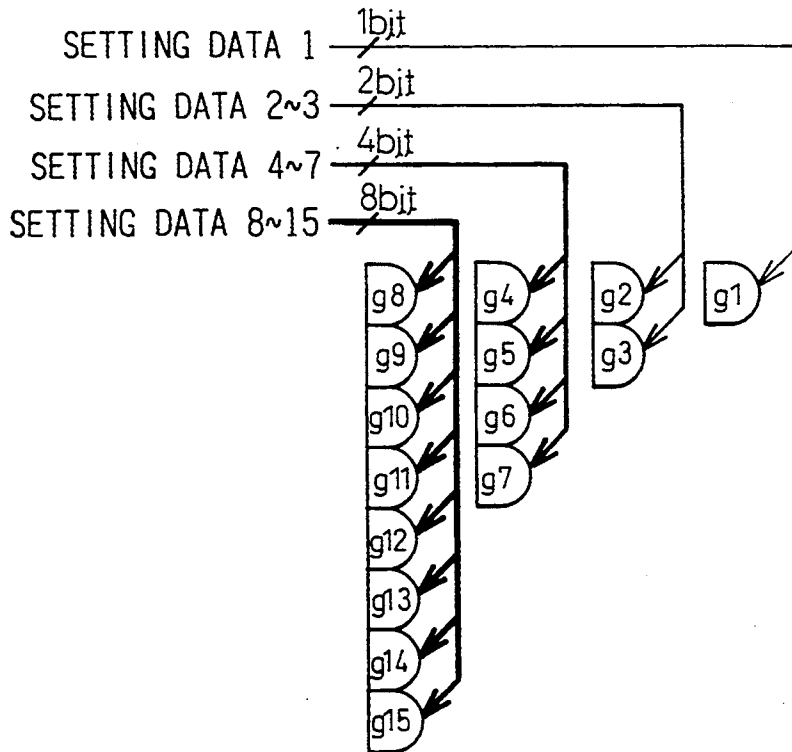 1bit
SETTING DATA 1
2bit
SETTING DATA 2~3
4bit
SETTING DATA 4~7
8bit
SETTING DATA 8~15
g8 g4 g2 g1
g9 g5 g3
g10 g6
g11 g7
g12
g13
g14
g15